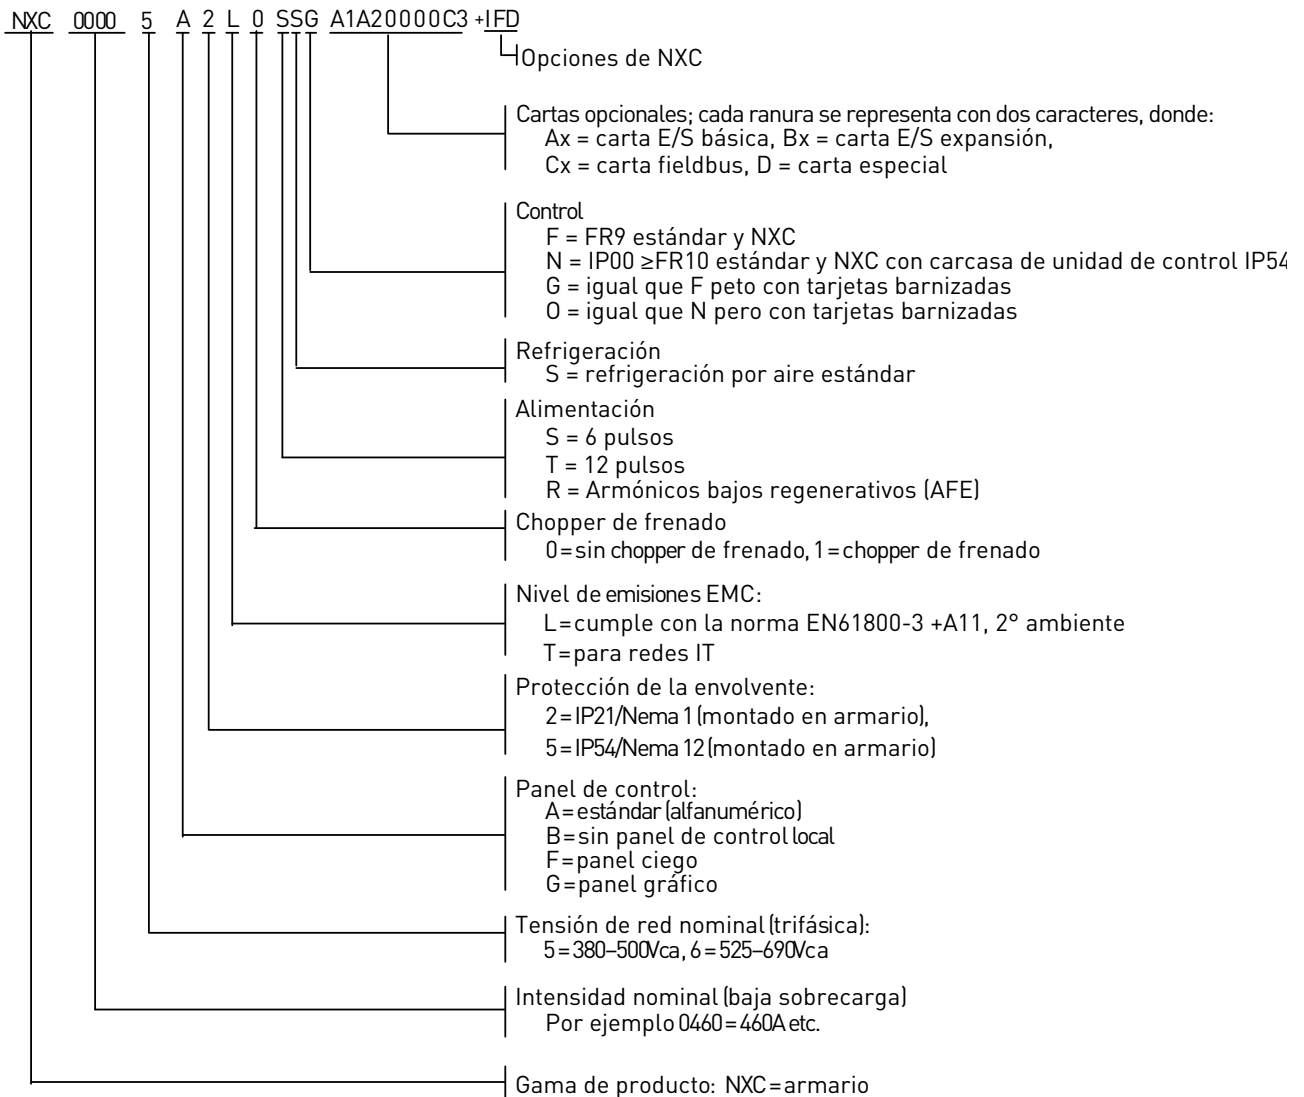 NXC 0000 5 A 2 L 0 SSG A1A20000C3 +IFD
Opciones de NXC
Cartas opcionales; cada ranura se representa con dos caracteres, donde:
Ax = carta E/S básica, Bx = carta E/S expansión,
Cx = carta fieldbus, D = carta especial
Control
F = FR9 estándar y NXC
N = IP00 ≥FR10 estándar y NXC con carcasa de unidad de control IP54
G = igual que F peto con tarjetas barnizadas
O = igual que N pero con tarjetas barnizadas
Refrigeración
S = refrigeración por aire estándar
Alimentación
S = 6 pulsos
T = 12 pulsos
R = Armónicos bajos regenerativos (AFE)
Chopper de frenado
0=sin chopper de frenado, 1=chopper de frenado
Nivel de emisiones EMC:
L=cumple con la norma EN61800-3 +A11, 2° ambiente
T=para redes IT
Protección de la envolvente:
2=IP21/Nema 1 (montado en armario),
5=IP54/Nema 12 (montado en armario)
Panel de control:
A=estándar (alfanumérico)
B=sin panel de control local
F=panel ciego
G=panel gráfico
Tensión de red nominal (trifásica):
5=380–500Vca, 6=525–690Vca
Intensidad nominal (baja sobrecarga)
Por ejemplo 0460=460A etc.
Gama de producto: NXC=armario